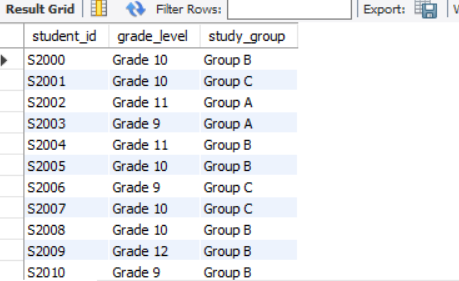 Result Grid Filter Rows: Export:
student_id grade_level study_group
S2000 Grade 10 Group B
S2001 Grade 10 Group C
S2002 Grade 11 Group A
S2003 Grade 9 Group A
S2004 Grade 11 Group B
S2005 Grade 10 Group B
S2006 Grade 9 Group C
S2007 Grade 10 Group C
S2008 Grade 10 Group B
S2009 Grade 12 Group B
S2010 Grade 9 Group B